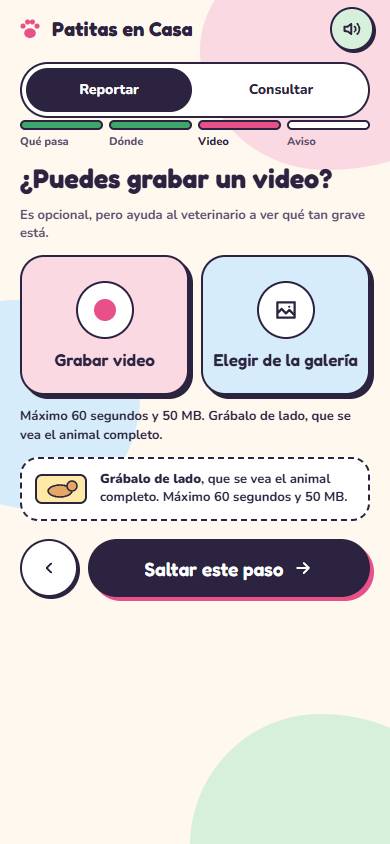 Patitas en Casa
Reportar
Consultar
Qué pasa
Dónde
Video
Aviso
¿Puedes grabar un video?
Es opcional, pero ayuda al veterinario a ver qué tan grave
está.
Grabar video
Elegir de la galería
Máximo 60 segundos y 50 MB. Grábalo de lado, que se
vea el animal completo.
Grábalo de lado, que se vea el animal
completo. Máximo 60 segundos y 50 MB.
Saltar este paso